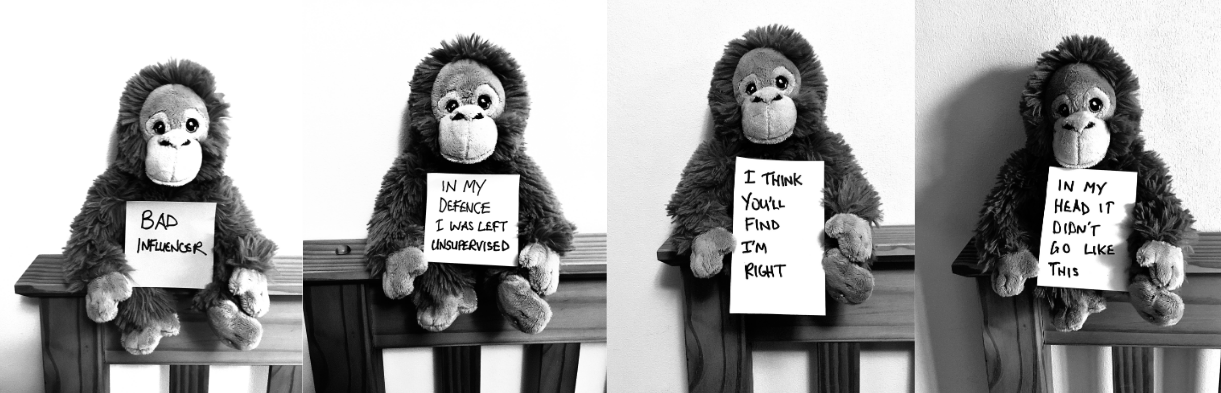 BAD
INFLUENCER
IN MY
DEFENCE
I WAS LEFT
UNSUPERVISED
I THINK
YOU'LL
FIND
I'M
RIGHT
IN MY
HEAD IT
DIDN'T
GO LIKE
THIS